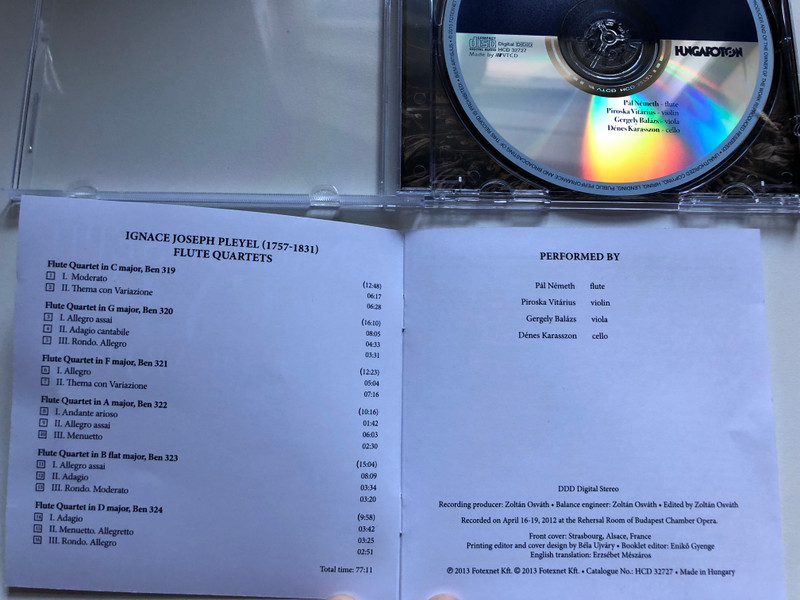 COMPACT disc DIGITAL AUDIO
Digital DDD
HCD 32727
Made by VTCD
HUNGAROTON
Pál Németh - flute
Piroska Vitárius - violin
Gergely Balázs - viola
Dénes Karasszon - cello
IGNACE JOSEPH PLEYEL (1757-1831)
FLUTE QUARTETS
Flute Quartet in C major, Ben 319 (12:48)
1 I. Moderato 06:17
2 II. Thema con Variazione 06:28
Flute Quartet in G major, Ben 320 (16:10)
3 I. Allegro assai 08:05
4 II. Adagio cantabile 04:33
5 III. Rondo. Allegro 03:31
Flute Quartet in F major, Ben 321 (12:23)
6 I. Allegro 05:04
7 II. Thema con Variazione 07:16
Flute Quartet in A major, Ben 322 (10:16)
8 I. Andante arioso 01:42
9 II. Allegro assai 06:03
10 III. Menuetto 02:30
Flute Quartet in B flat major, Ben 323 (15:04)
11 I. Allegro assai 08:09
12 II. Adagio 03:34
13 III. Rondo. Moderato 03:20
Flute Quartet in D major, Ben 324 (9:58)
14 I. Adagio 03:42
15 II. Menuetto. Allegretto 03:25
16 III. Rondo. Allegro 02:51
Total time: 77:11
PERFORMED BY
Pál Németh flute
Piroska Vitárius violin
Gergely Balázs viola
Dénes Karasszon cello
DDD Digital Stereo
Recording producer: Zoltán Osváth • Balance engineer: Zoltán Osváth • Edited by Zoltán Osváth
Recorded on April 16-19, 2012 at the Rehersal Room of Budapest Chamber Opera.
Front cover: Strasbourg, Alsace, France
Printing editor and cover design by Béla Ujváry • Booklet editor: Enikő Gyenge
English translation: Erzsébet Mészáros
℗ 2013 Fotexnet Kft. © 2013 Fotexnet Kft. • Catalogue No.: HCD 32727 • Made in Hungary